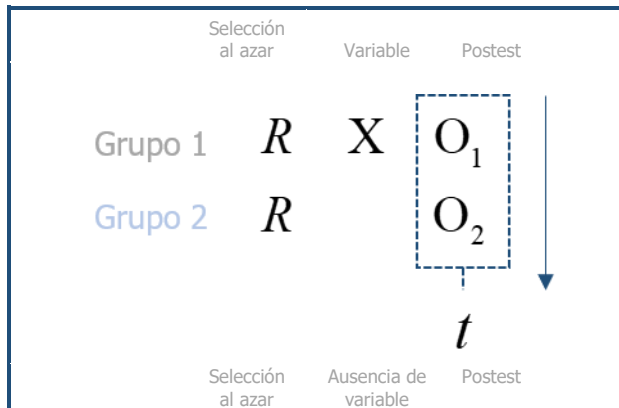 Selección al azar Variable Postest
Grupo 1 R X O₁
Grupo 2 R O₂
t
Selección al azar Ausencia de variable Postest